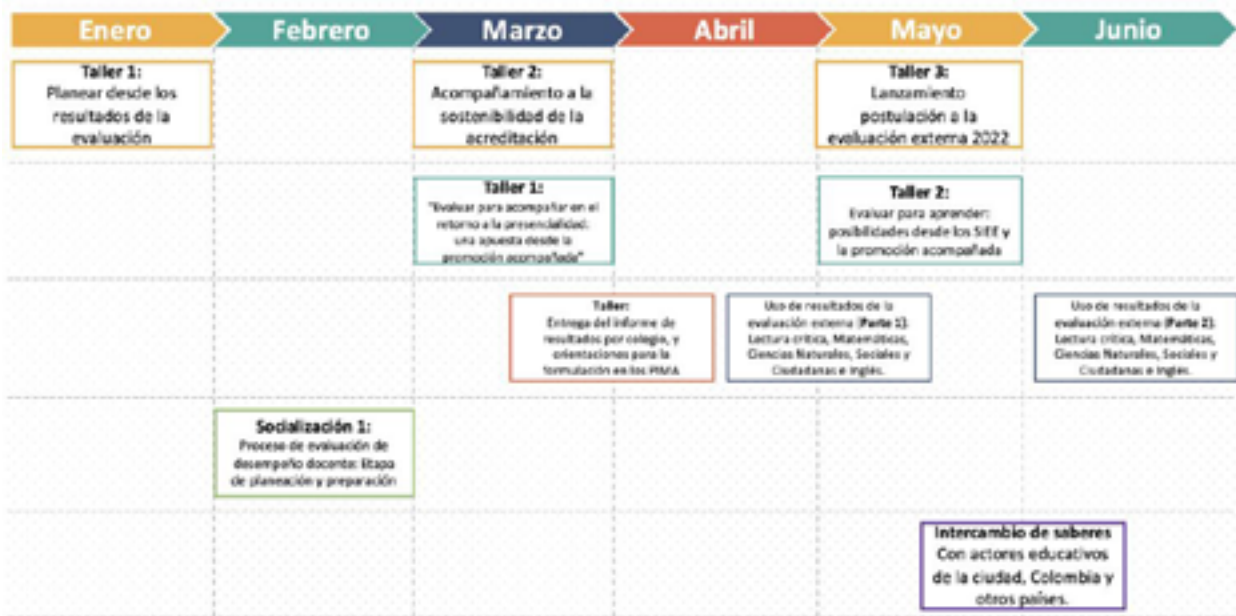 Enero
Febrero
Marzo
Abril
Mayo
Junio
Taller 1:
Planear desde los
resultados de la
evaluación
Taller 2:
Acompañamiento a la
sostenibilidad de la
acreditación
Taller 3:
Lanzamiento
postulación a la
evaluación externa 2022
Taller 1:
"Evaluar para acompañar en el
retorno a la presencialidad:
una apuesta desde la
promoción acompañada"
Taller 2:
Evaluar para aprender:
posibilidades desde los SIEE y
la promoción acompañada
Taller:
Entrega del informe de
resultados por colegio, y
orientaciones para la
formulación en los PIMA
Uso de resultados de la
evaluación externa (Parte 1).
Lectura crítica, Matemáticas,
Ciencias Naturales, Sociales y
Ciudadanas e Inglés.
Uso de resultados de la
evaluación externa (Parte 2).
Lectura crítica, Matemáticas,
Ciencias Naturales, Sociales y
Ciudadanas e Inglés.
Socialización 1:
Proceso de evaluación de
desempeño docente: Etapa
de planeación y preparación
Intercambio de saberes
Con actores educativos
de la ciudad, Colombia y
otros países.